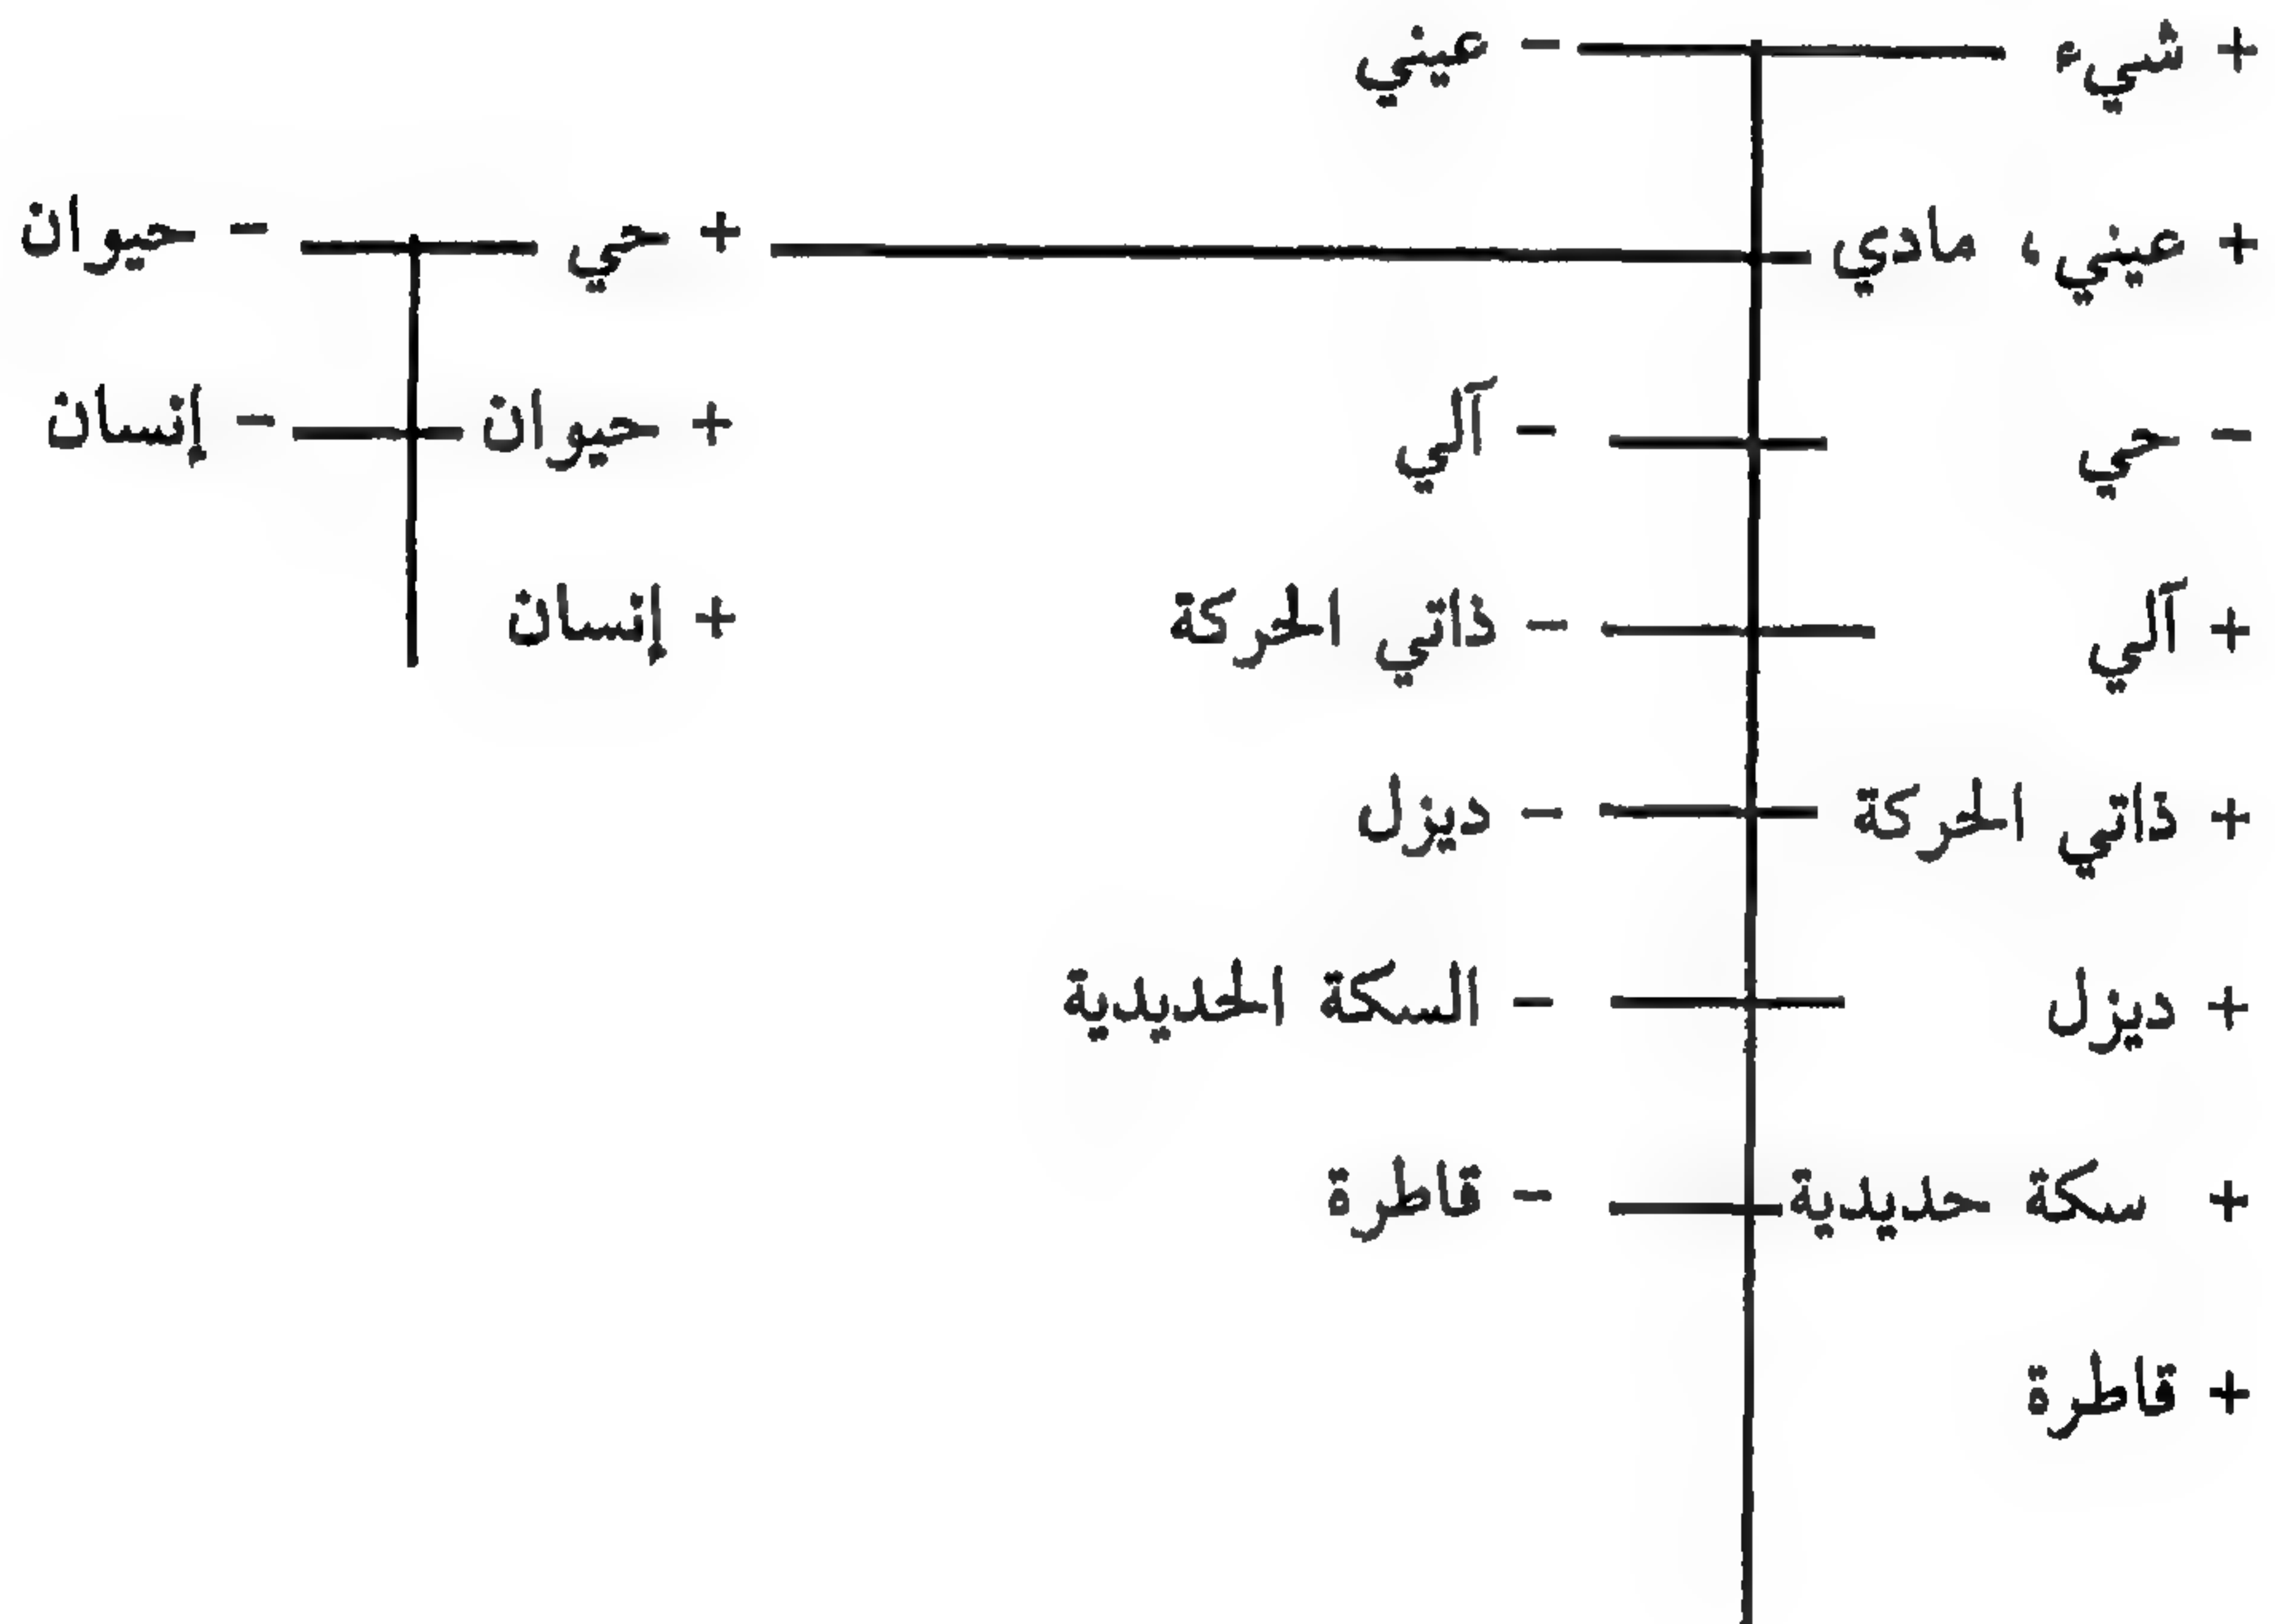 + شيء - عيني
+ عيني، مادي + حي - حيوان
- حي - آلي + حيوان - إنسان
+ آلي - ذاتي الحركة + إنسان
+ ذاتي الحركة - ديزل
+ ديزل - السكة الحديدية
+ سكة حديدية - قاطرة
+ قاطرة